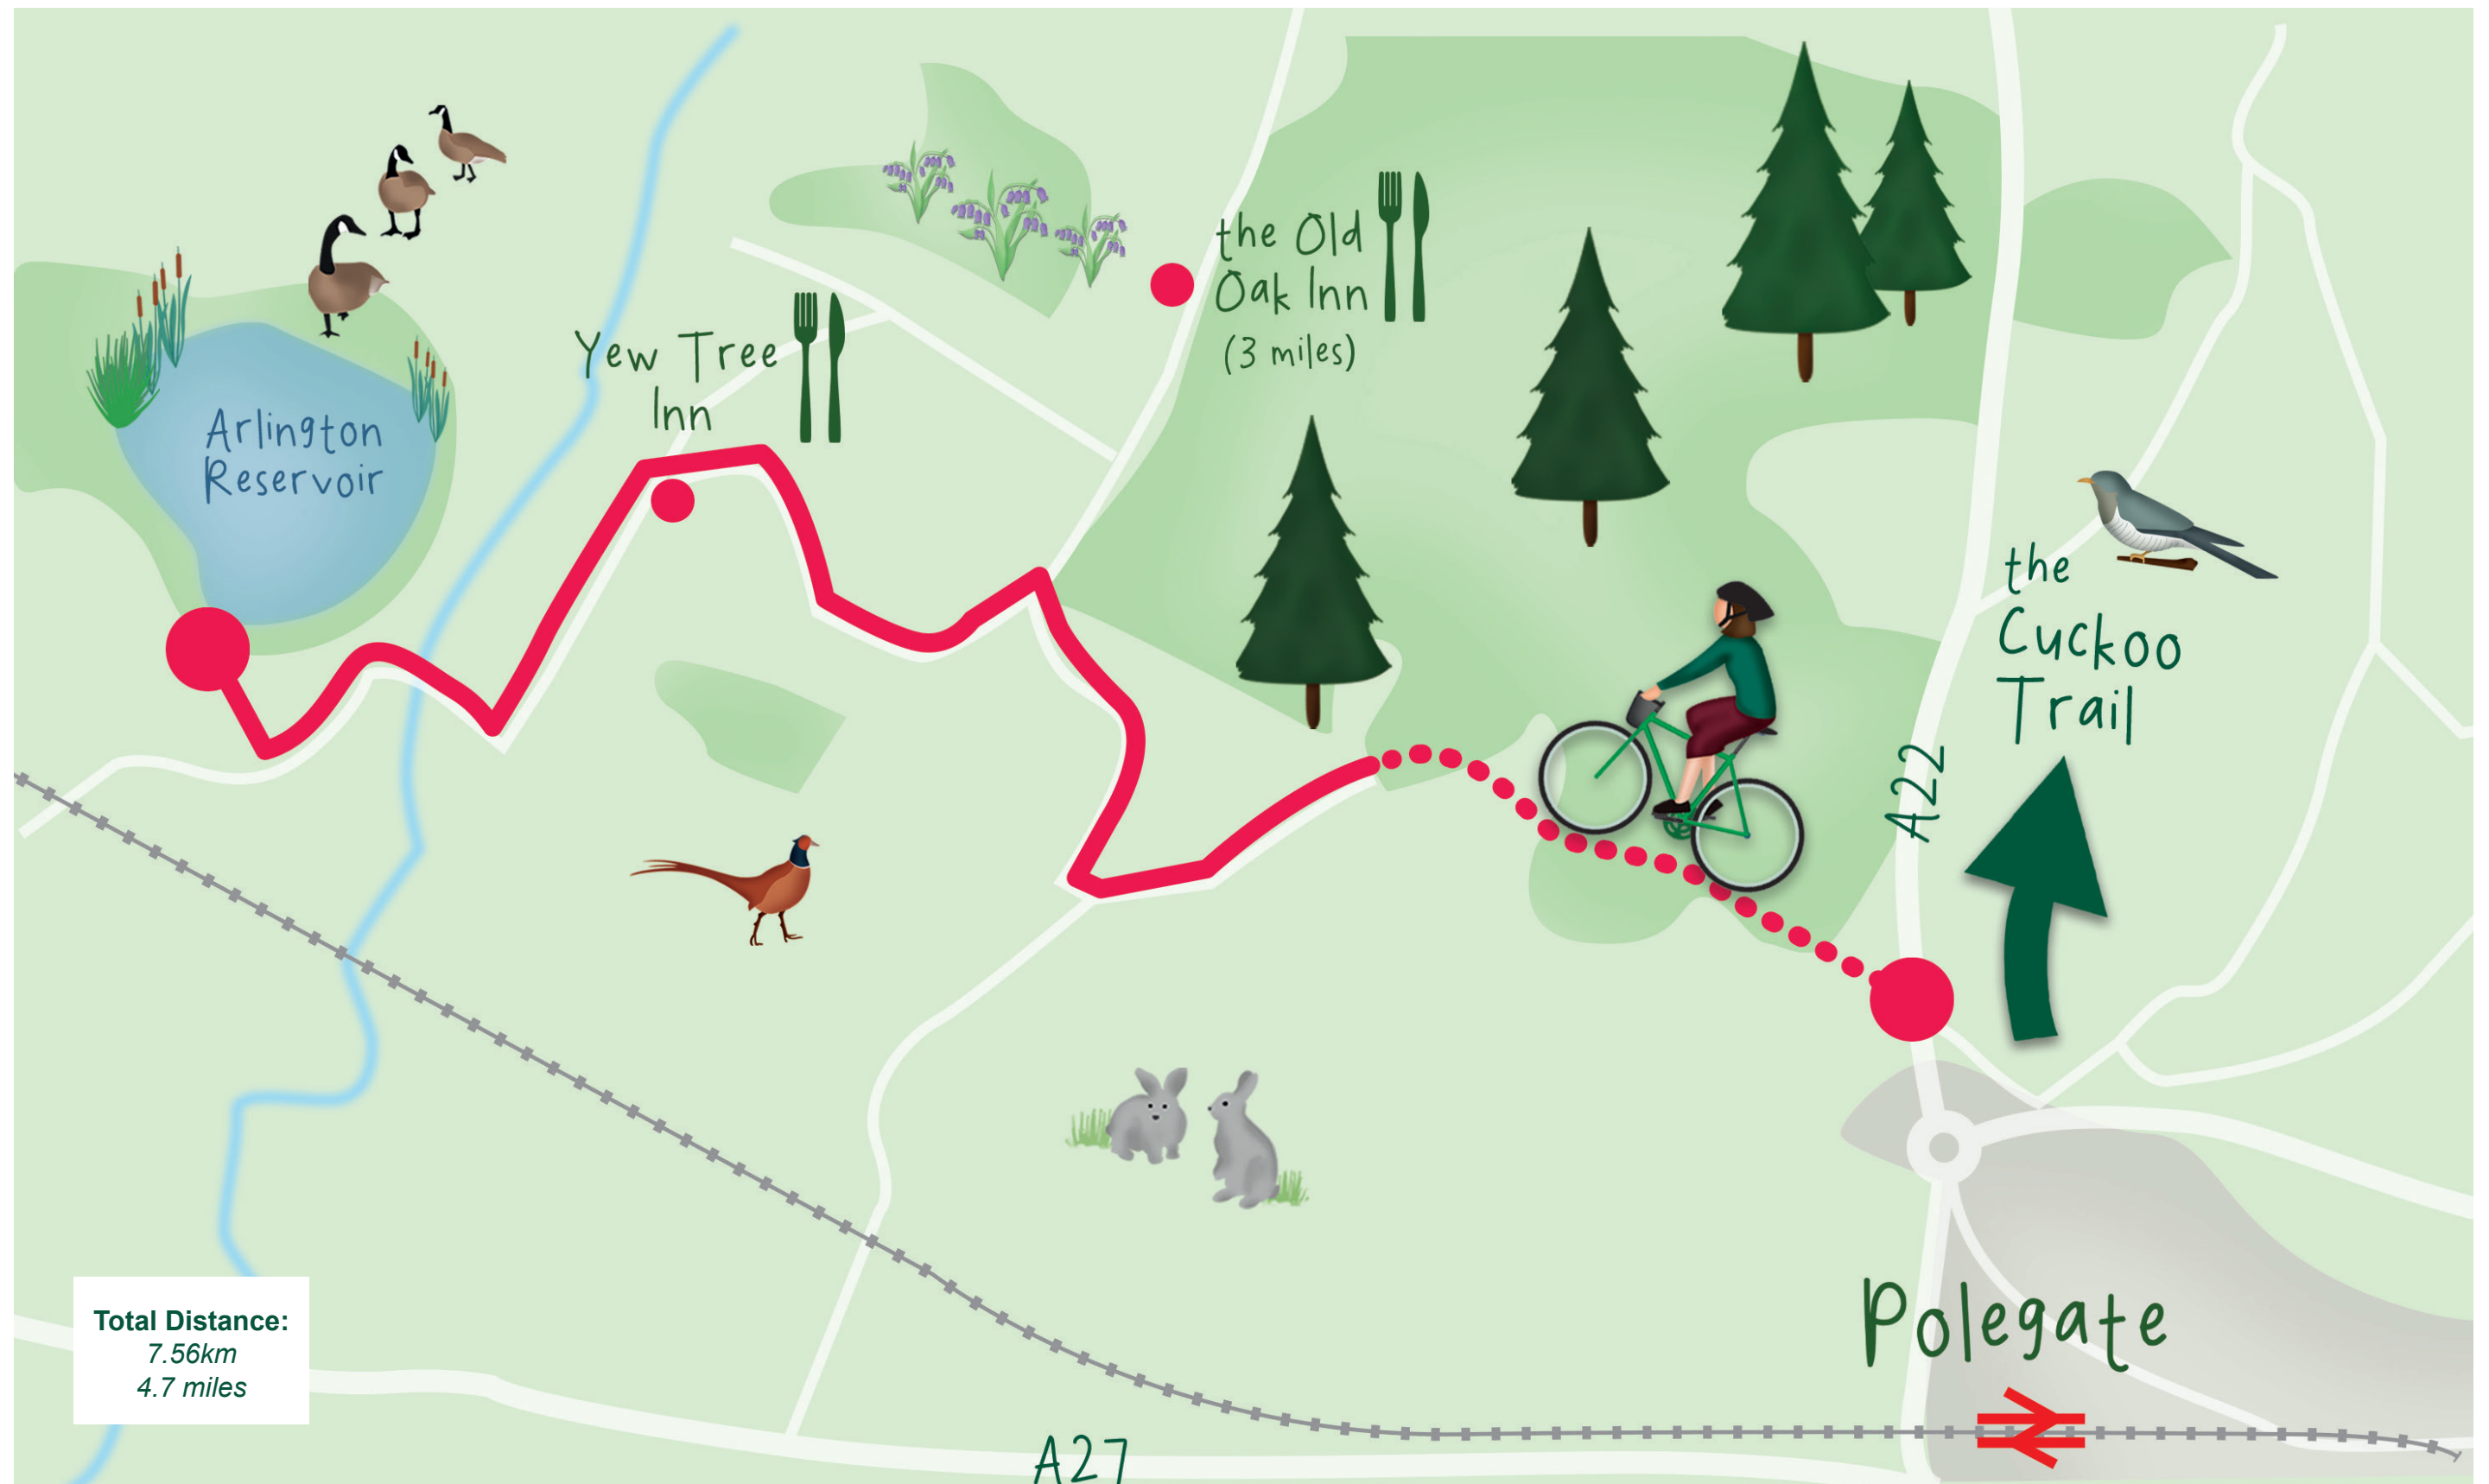 the Old
Oak Inn
(3 miles)
Yew Tree
Inn
Arlington
Reservoir
the
Cuckoo
Trail
A22
Polegate
Total Distance:
7.56km
4.7 miles
A27